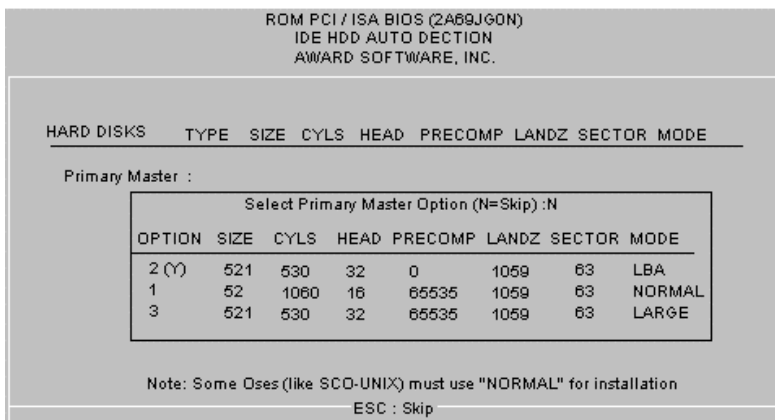 ROM PCI / ISA BIOS (2A69JG0N)
IDE HDD AUTO DECTION
AWARD SOFTWARE, INC.
HARD DISKS TYPE SIZE CYLS HEAD PRECOMP LANDZ SECTOR MODE
Primary Master :
Select Primary Master Option (N=Skip) :N
OPTION SIZE CYLS HEAD PRECOMP LANDZ SECTOR MODE
2 (Y) 521 530 32 0 1059 63 LBA
1 52 1060 16 65535 1059 63 NORMAL
3 521 530 32 65535 1059 63 LARGE
Note: Some Oses (like SCO-UNIX) must use "NORMAL" for installation
ESC : Skip